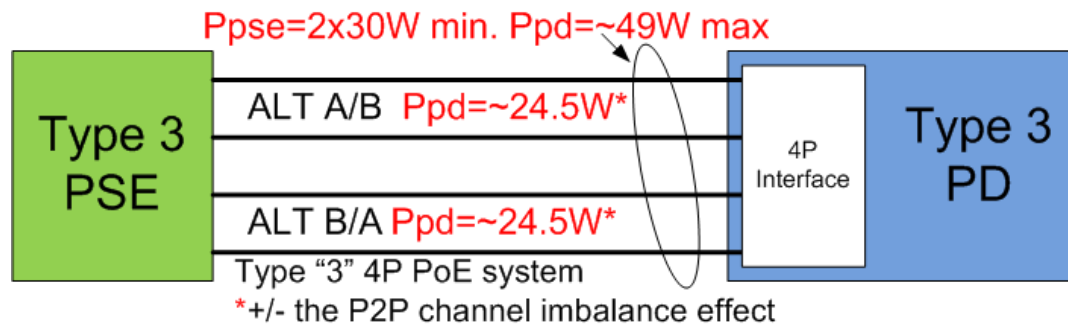 Ppse=2x30W min. Ppd=~49W max
Type 3
PSE
ALT A/B Ppd=~24.5W*
ALT B/A Ppd=~24.5W*
4P
Interface
Type 3
PD
Type “3” 4P PoE system
*+/- the P2P channel imbalance effect